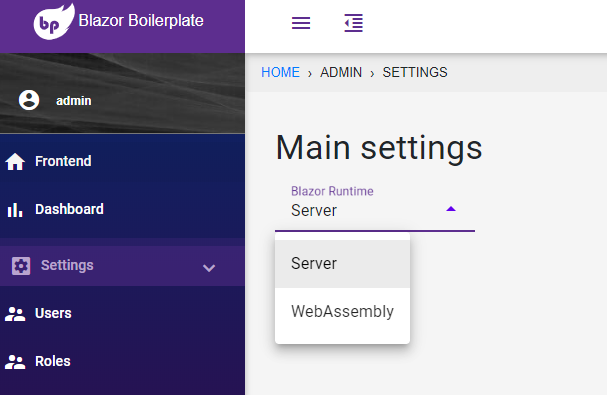 bp Blazor Boilerplate
HOME › ADMIN › SETTINGS
admin
Frontend
Dashboard
Settings
Users
Roles
Main settings
Blazor Runtime
Server
Server
WebAssembly